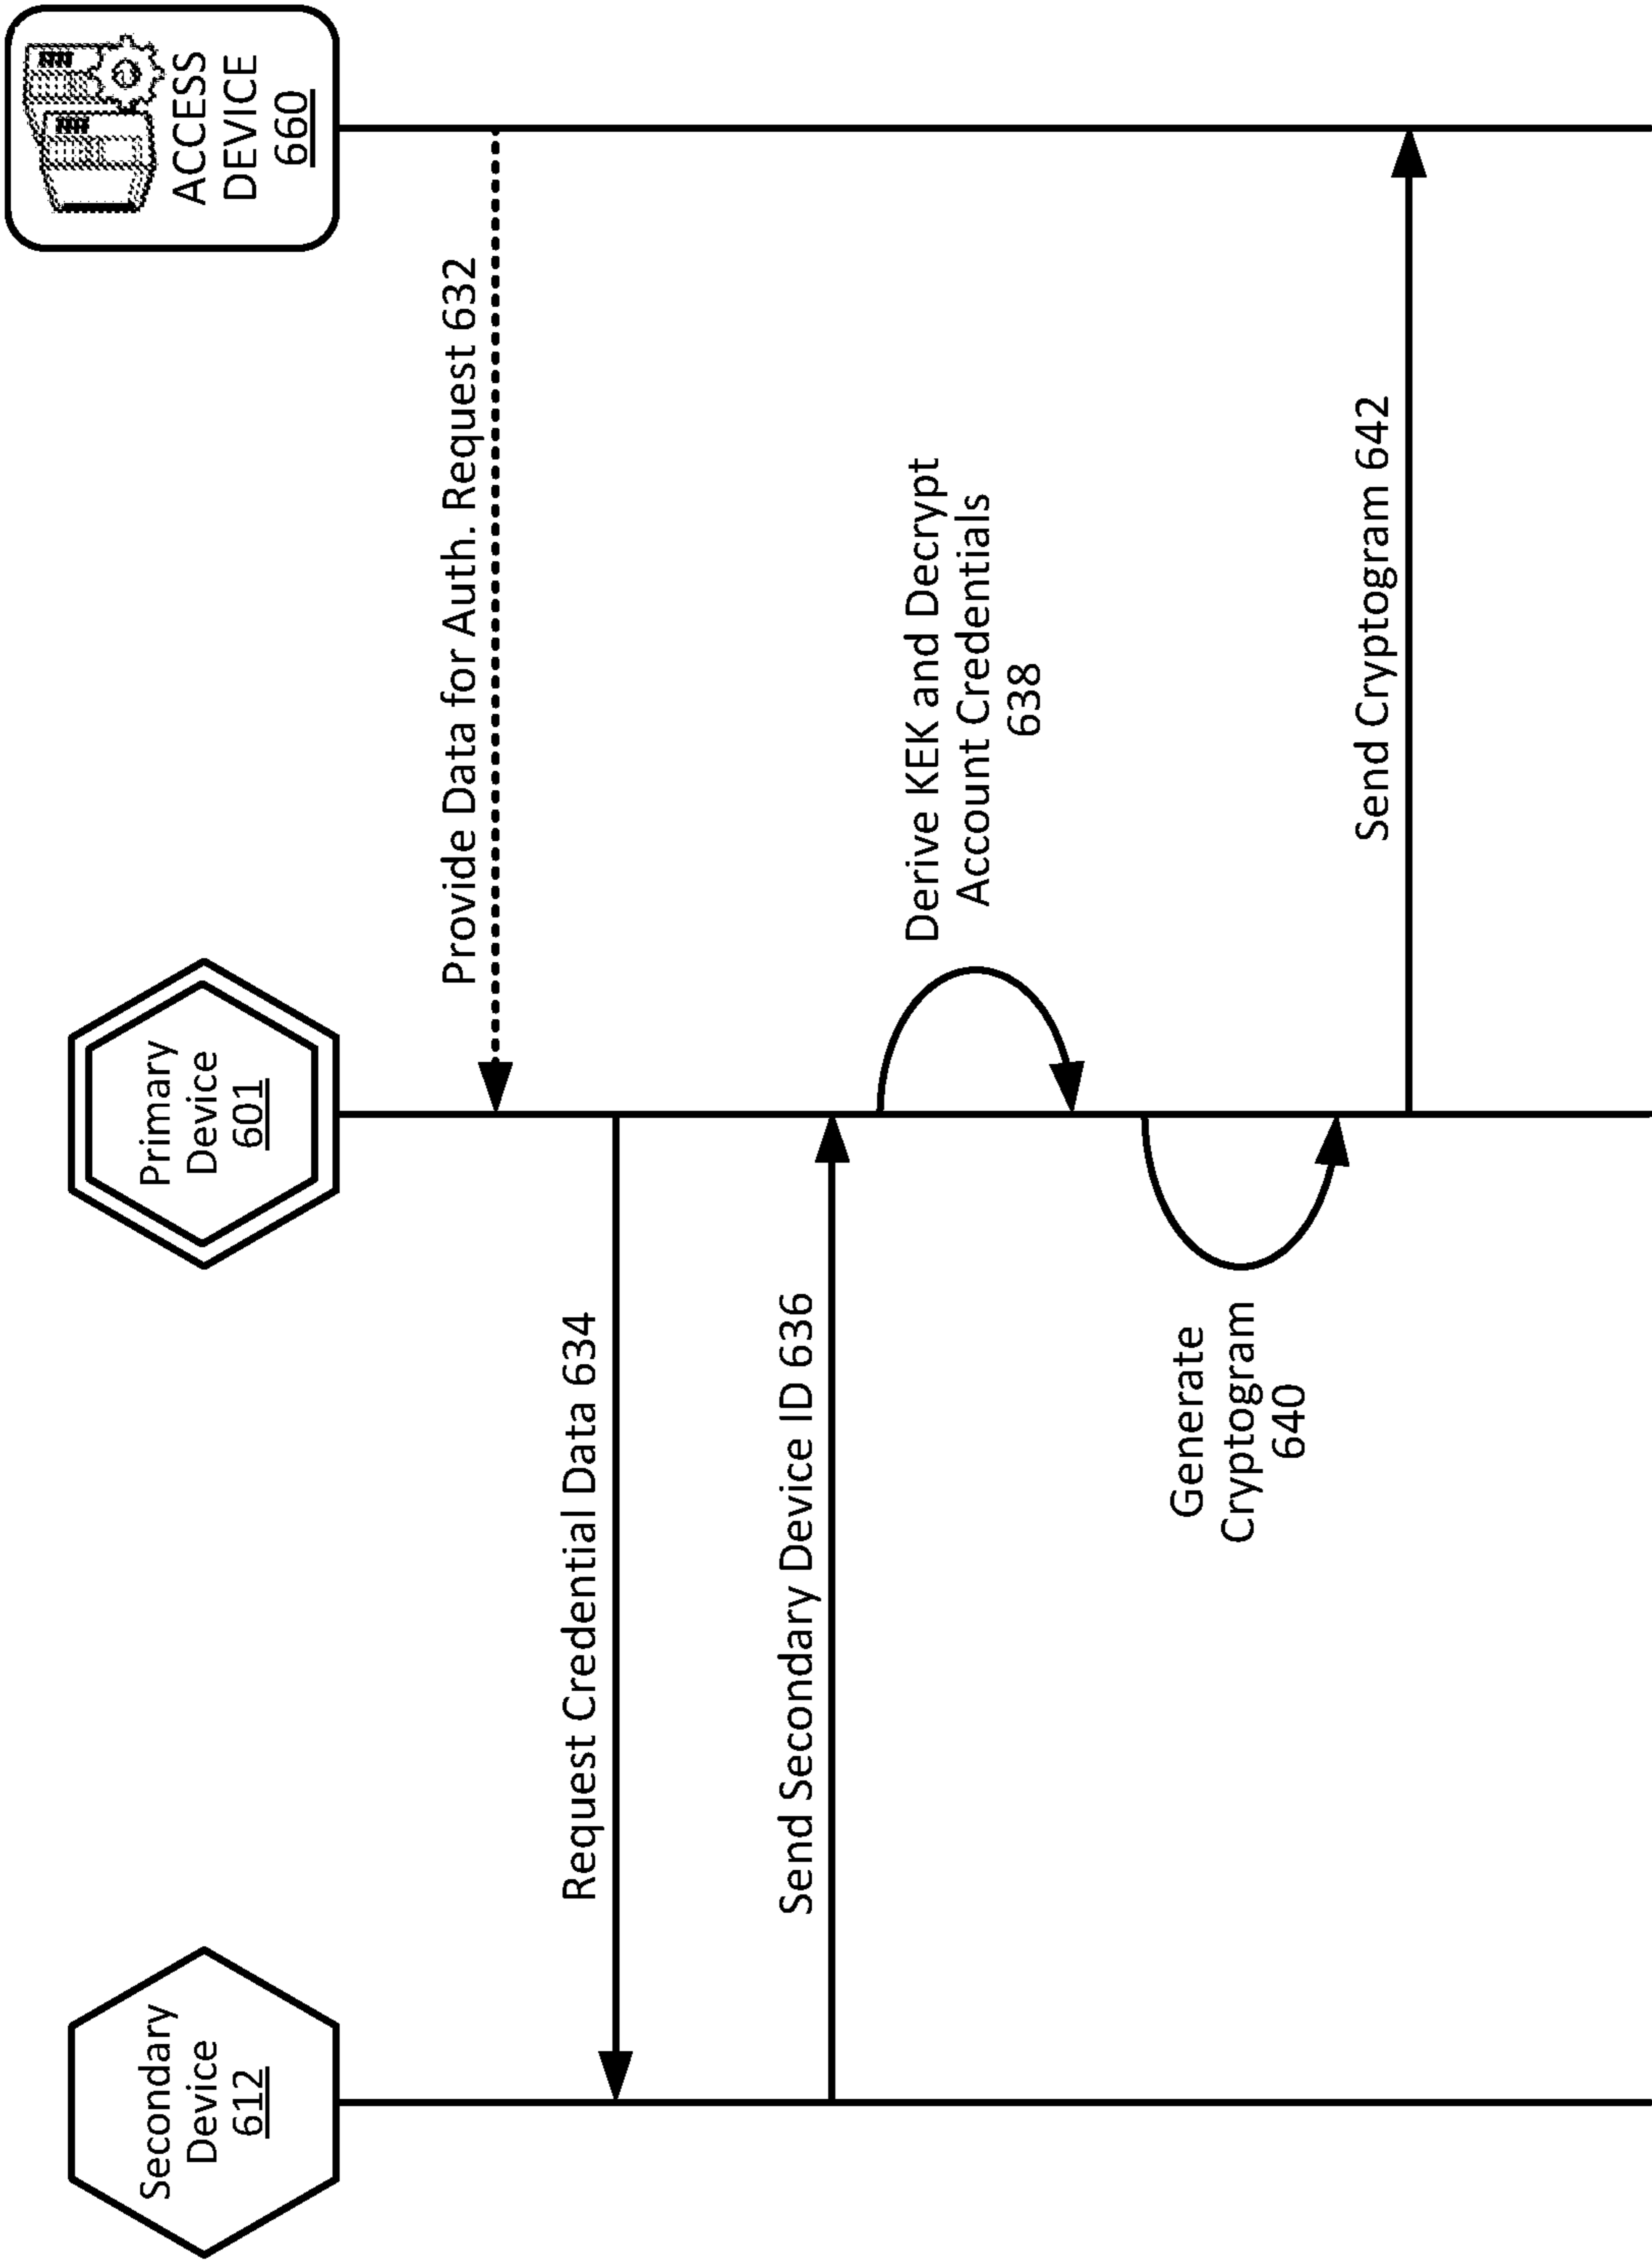 Secondary
Device
612
Primary
Device
601
ACCESS
DEVICE
660
Provide Data for Auth. Request 632
Request Credential Data 634
Send Secondary Device ID 636
Derive KEK and Decrypt
Account Credentials
638
Generate
Cryptogram
640
Send Cryptogram 642